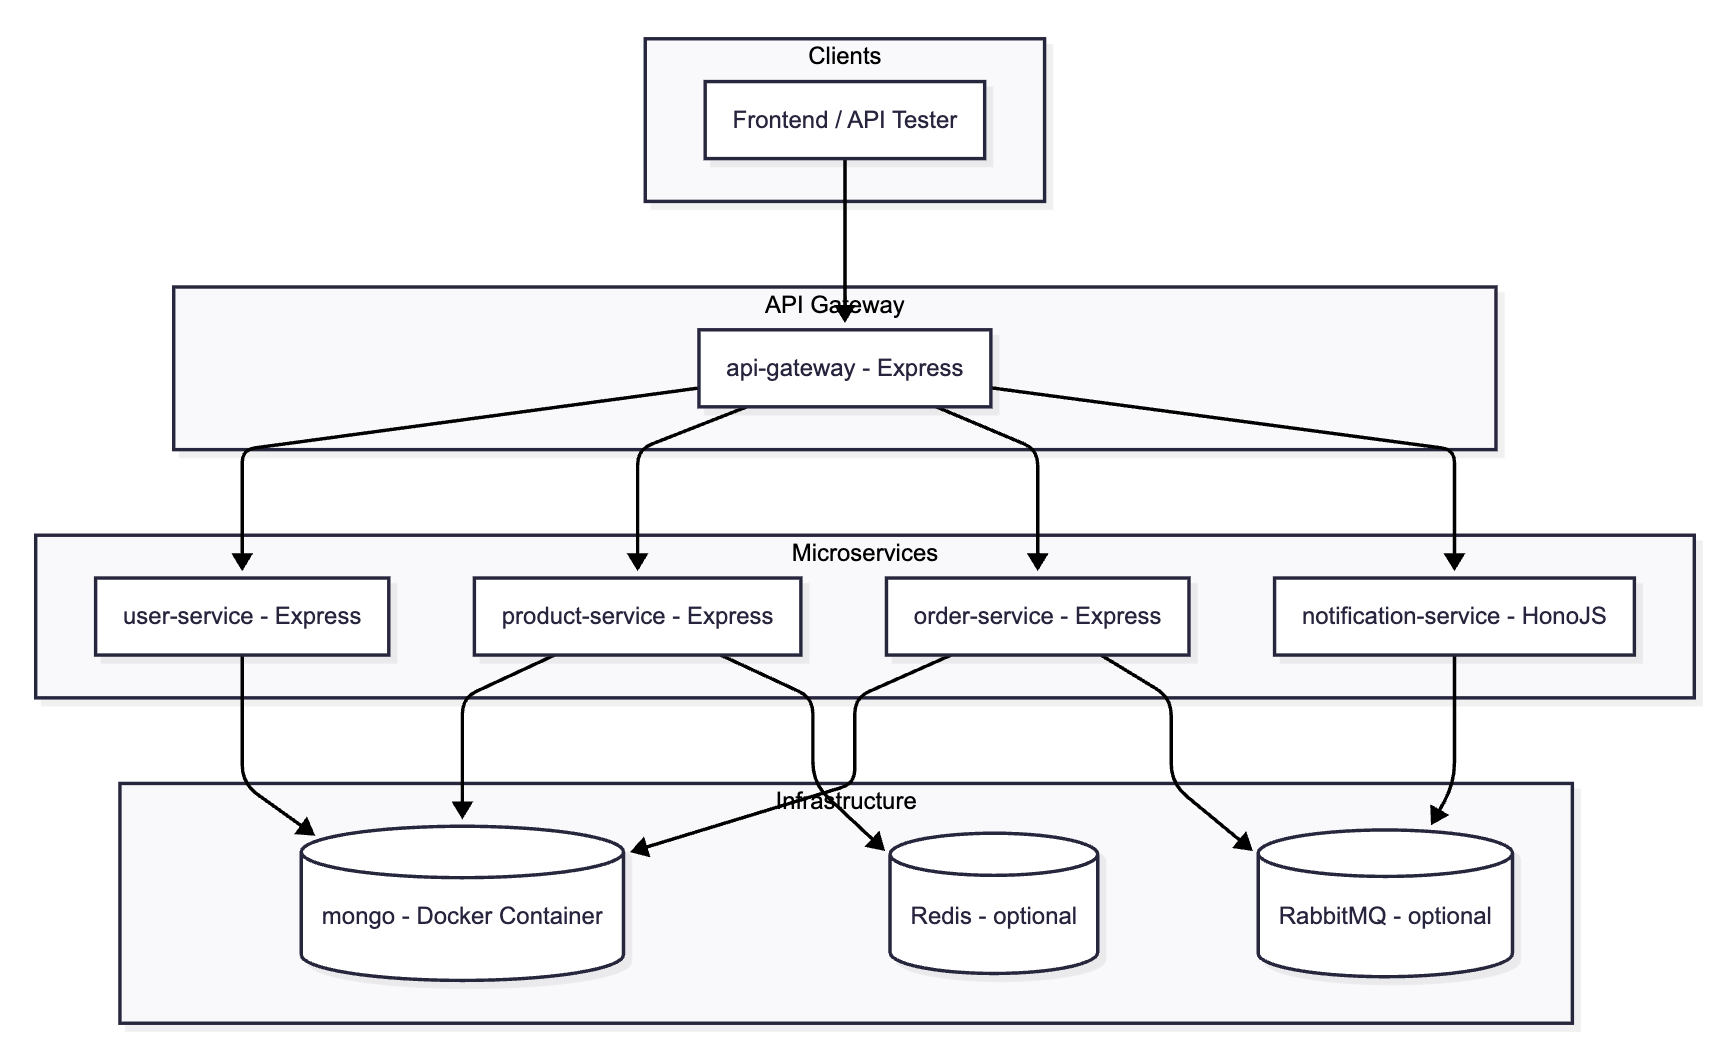 Clients
Frontend / API Tester
API Gateway
api-gateway - Express
Microservices
user-service - Express
product-service - Express
order-service - Express
notification-service - HonoJS
Infrastructure
mongo - Docker Container
Redis - optional
RabbitMQ - optional